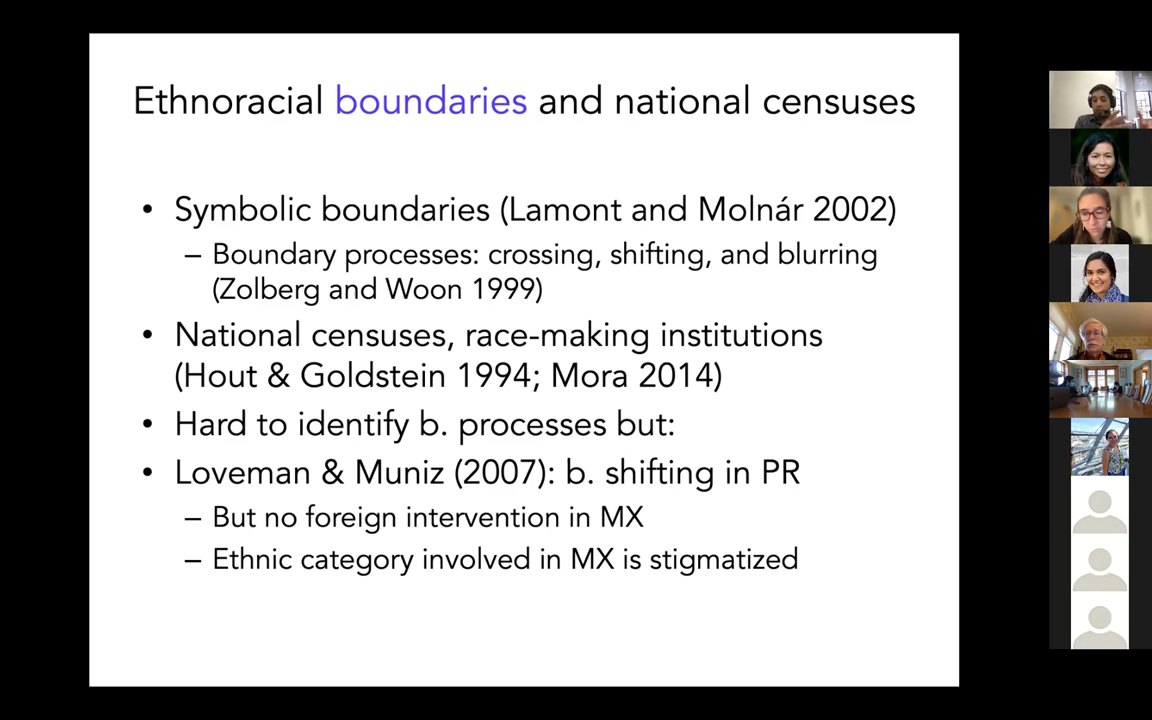 Ethnoracial boundaries and national censuses
• Symbolic boundaries (Lamont and Molnár 2002)
– Boundary processes: crossing, shifting, and blurring
(Zolberg and Woon 1999)
• National censuses, race-making institutions
(Hout & Goldstein 1994; Mora 2014)
• Hard to identify b. processes but:
• Loveman & Muniz (2007): b. shifting in PR
– But no foreign intervention in MX
– Ethnic category involved in MX is stigmatized